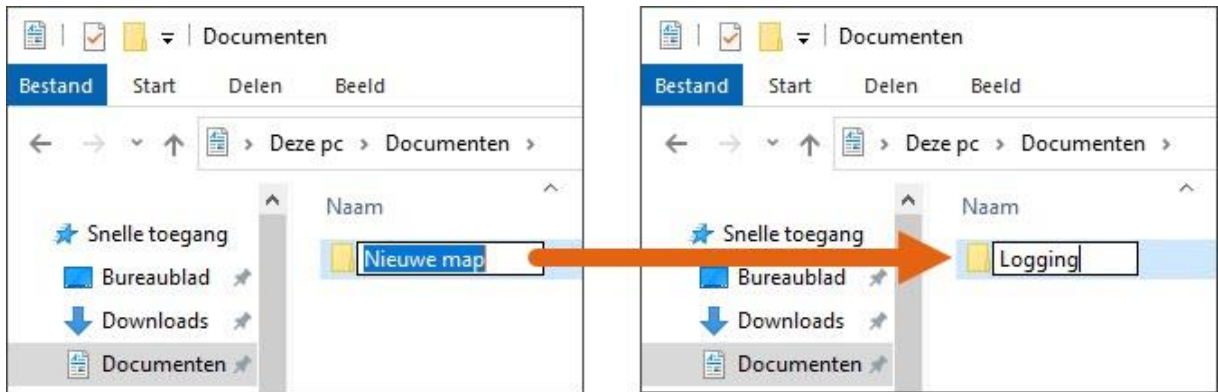 Documenten
Bestand Start Delen Beeld
Deze pc > Documenten >
Naam
Snelle toegang
Nieuwe map
Bureaublad
Downloads
Documenten
Documenten
Bestand Start Delen Beeld
Deze pc > Documenten >
Naam
Snelle toegang
Logging
Bureaublad
Downloads
Documenten